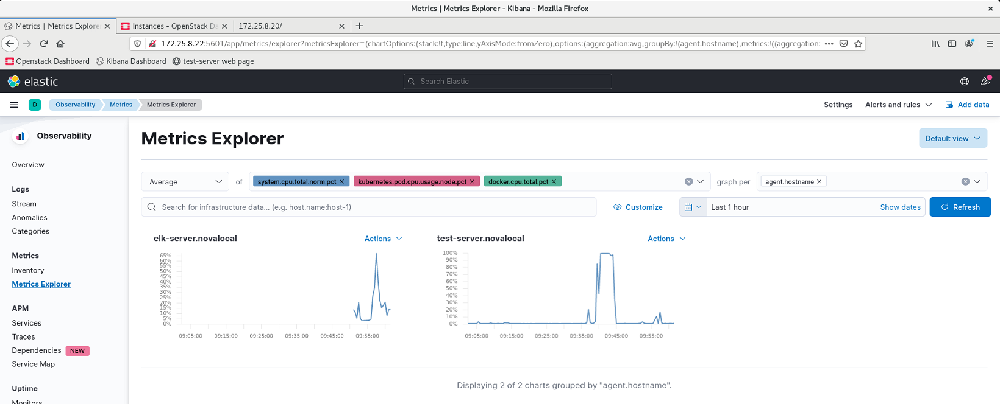 Metrics | Metrics Explorer - Kibana - Mozilla Firefox
Metrics | Metrics Explore
Instances - OpenStack Da
172.25.8.20/
172.25.8.22:5601/app/metrics/explorer?metricsExplorer=(chartOptions:(stack:!f,type:line,yAxisMode:fromZero),options:(aggregation:avg,groupBy:!(agent.hostname),metrics:!((aggregation:
Openstack Dashboard
Kibana Dashboard
test-server web page
elastic
Search Elastic
D
Observability
Metrics
Metrics Explorer
Settings
Alerts and rules
Add data
Observability
Overview
Logs
Stream
Anomalies
Categories
Metrics
Inventory
Metrics Explorer
APM
Services
Traces
Dependencies NEW
Service Map
Uptime
Monitors
Metrics Explorer
Default view
Average
of
system.cpu.total.norm.pct
kubernetes.pod.cpu.usage.node.pct
docker.cpu.total.pct
graph per
agent.hostname
Search for infrastructure data... (e.g. host.name:host-1)
Customize
Last 1 hour
Show dates
Refresh
elk-server.novalocal
Actions
65%
60%
55%
50%
45%
40%
35%
30%
25%
20%
15%
10%
5%
0%
09:05:00 09:15:00 09:25:00 09:35:00 09:45:00 09:55:00
test-server.novalocal
Actions
100%
90%
80%
70%
60%
50%
40%
30%
20%
10%
0%
09:05:00 09:15:00 09:25:00 09:35:00 09:45:00 09:55:00
Displaying 2 of 2 charts grouped by "agent.hostname".